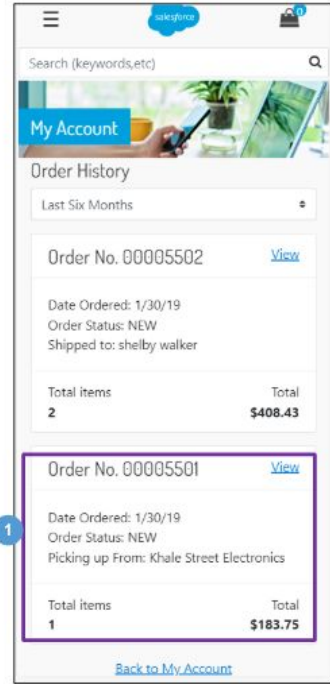 salesforce
0
Search (keywords,etc)
My Account
Order History
Last Six Months
Order No. 00005502 View
Date Ordered: 1/30/19
Order Status: NEW
Shipped to: shelby walker
Total items Total
2 $408.43
Order No. 00005501 View
1
Date Ordered: 1/30/19
Order Status: NEW
Picking up From: Khale Street Electronics
Total items Total
1 $183.75
Back to My Account